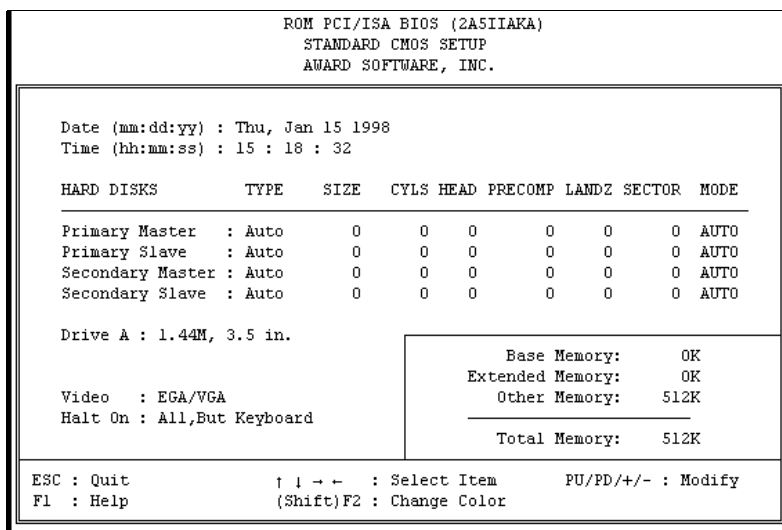 ROM PCI/ISA BIOS (2A5IIAKA)
STANDARD CMOS SETUP
AWARD SOFTWARE, INC.
Date (mm:dd:yy) : Thu, Jan 15 1998
Time (hh:mm:ss) : 15 : 18 : 32
HARD DISKS TYPE SIZE CYLS HEAD PRECOMP LANDZ SECTOR MODE
Primary Master : Auto 0 0 0 0 0 0 AUTO
Primary Slave : Auto 0 0 0 0 0 0 AUTO
Secondary Master : Auto 0 0 0 0 0 0 AUTO
Secondary Slave : Auto 0 0 0 0 0 0 AUTO
Drive A : 1.44M, 3.5 in.
Video : EGA/VGA
Halt On : All,But Keyboard
Base Memory: 0K
Extended Memory: 0K
Other Memory: 512K
Total Memory: 512K
ESC : Quit ↑ ↓ → ← : Select Item PU/PD/+/- : Modify
F1 : Help (Shift)F2 : Change Color